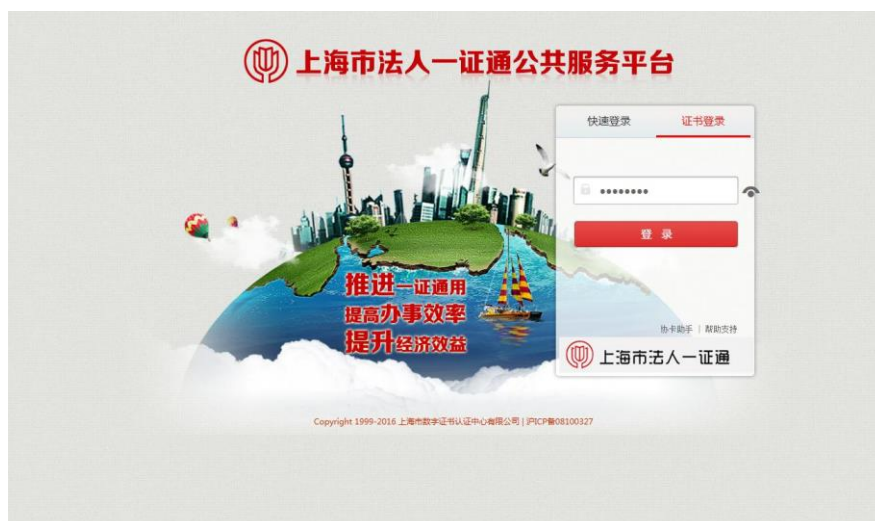 上海市法人一证通公共服务平台
快速登录 证书登录
••••••••
登 录
推进一证通用
提高办事效率
提升经济效益
协卡助手 | 帮助支持
上海市法人一证通
Copyright 1999-2016 上海市数字证书认证中心有限公司 | 沪ICP备08100327